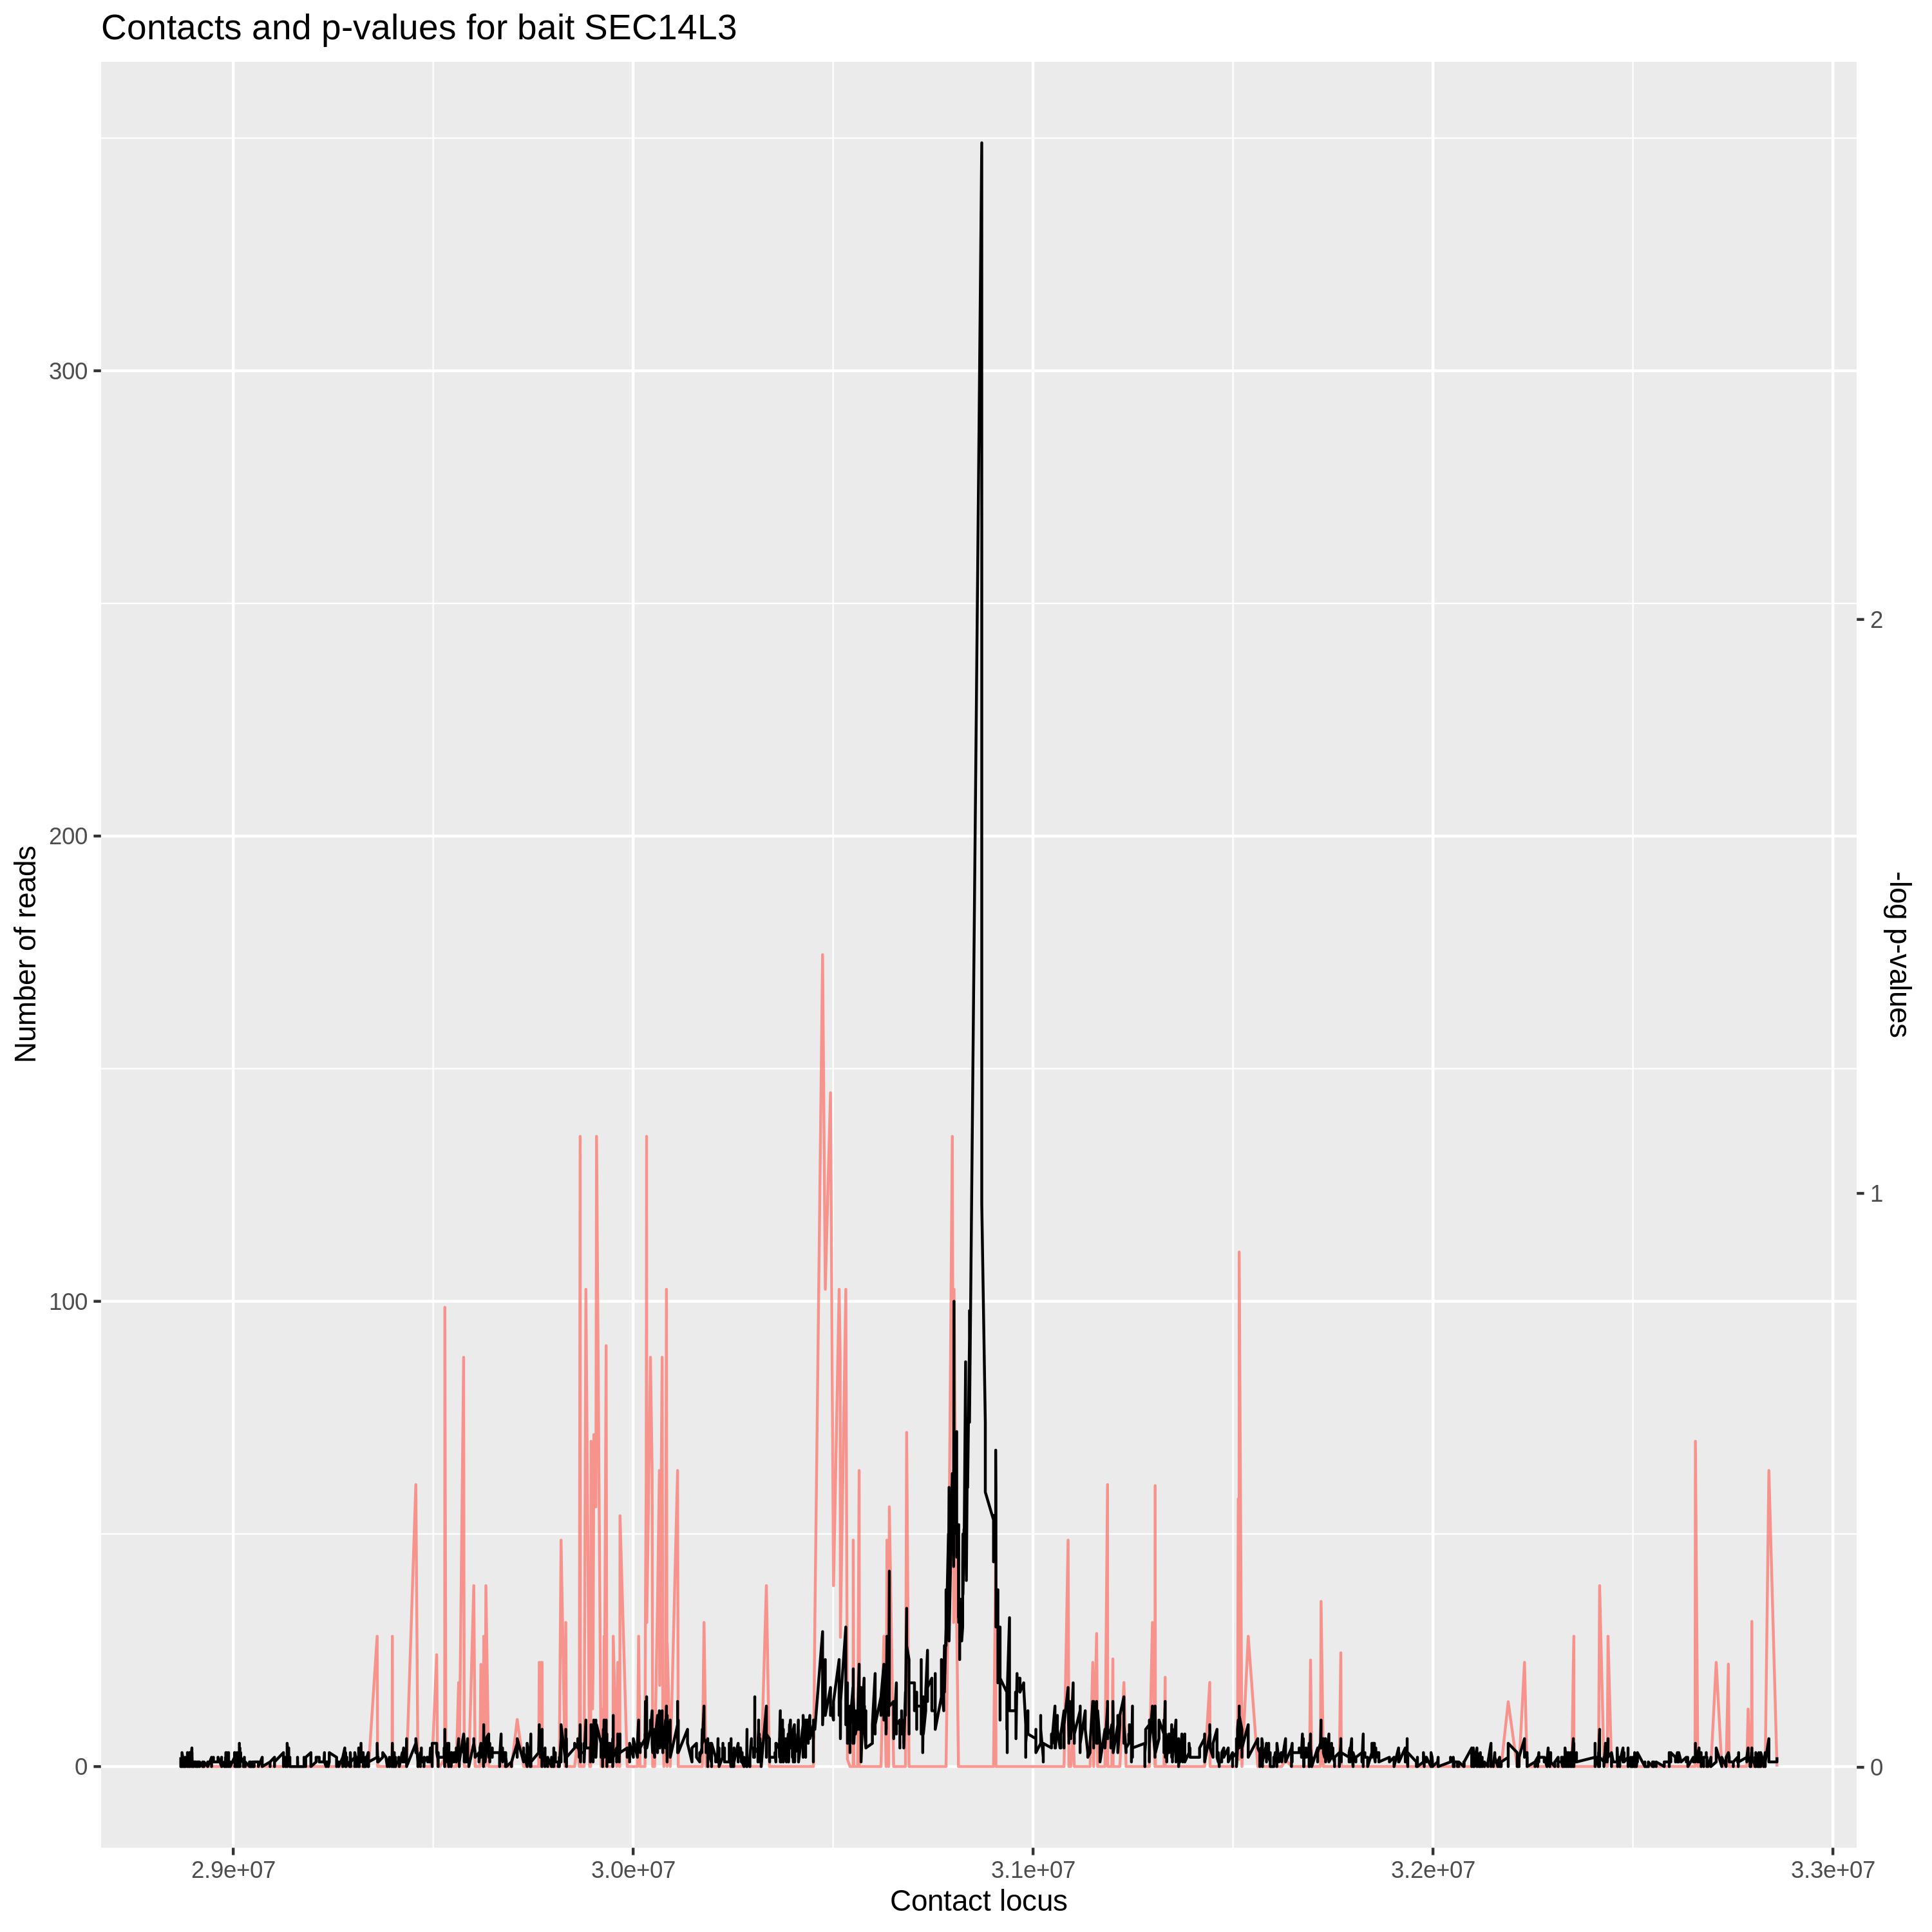 Contacts and p-values for bait SEC14L3
300
200
100
0
Number of reads
2
1
0
-log p-values
2.9e+07
3.0e+07
3.1e+07
3.2e+07
3.3e+07
Contact locus